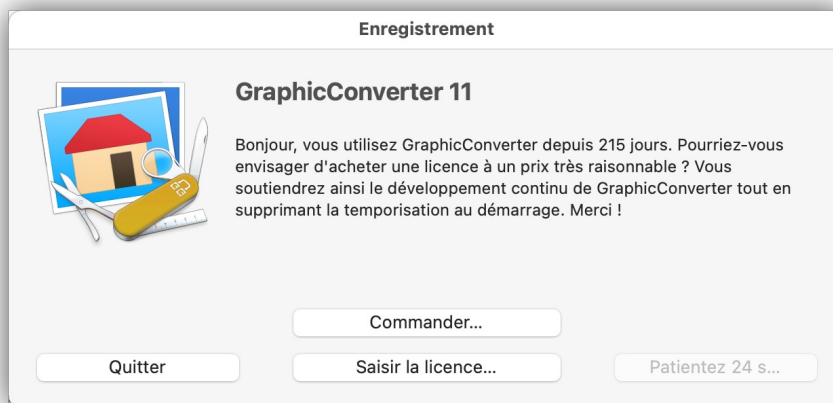 Enregistrement
GraphicConverter 11
Bonjour, vous utilisez GraphicConverter depuis 215 jours. Pourriez-vous
envisager d'acheter une licence à un prix très raisonnable ? Vous
soutiendrez ainsi le développement continu de GraphicConverter tout en
supprimant la temporisation au démarrage. Merci !
Commander...
Quitter
Saisir la licence...
Patientez 24 s...